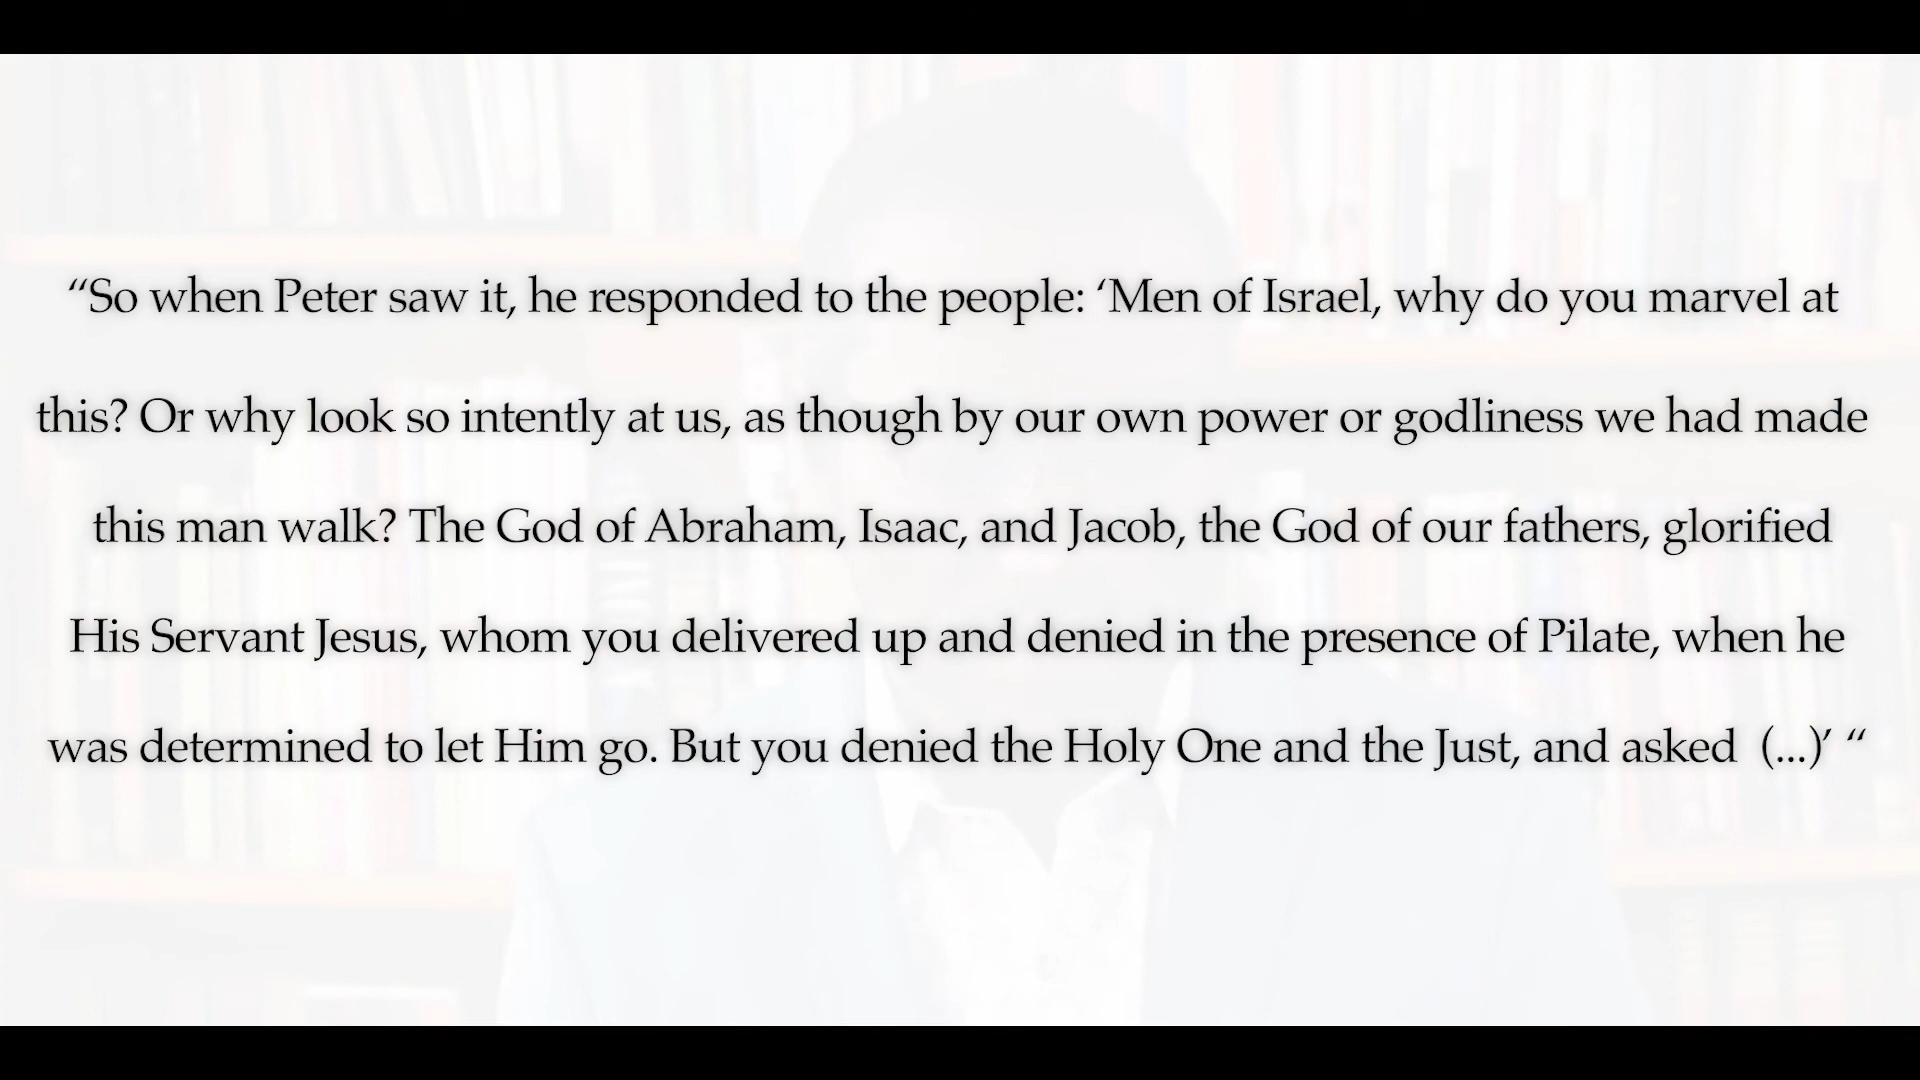 “So when Peter saw it, he responded to the people: ‘Men of Israel, why do you marvel at
this? Or why look so intently at us, as though by our own power or godliness we had made
this man walk? The God of Abraham, Isaac, and Jacob, the God of our fathers, glorified
His Servant Jesus, whom you delivered up and denied in the presence of Pilate, when he
was determined to let Him go. But you denied the Holy One and the Just, and asked  (...)’ “